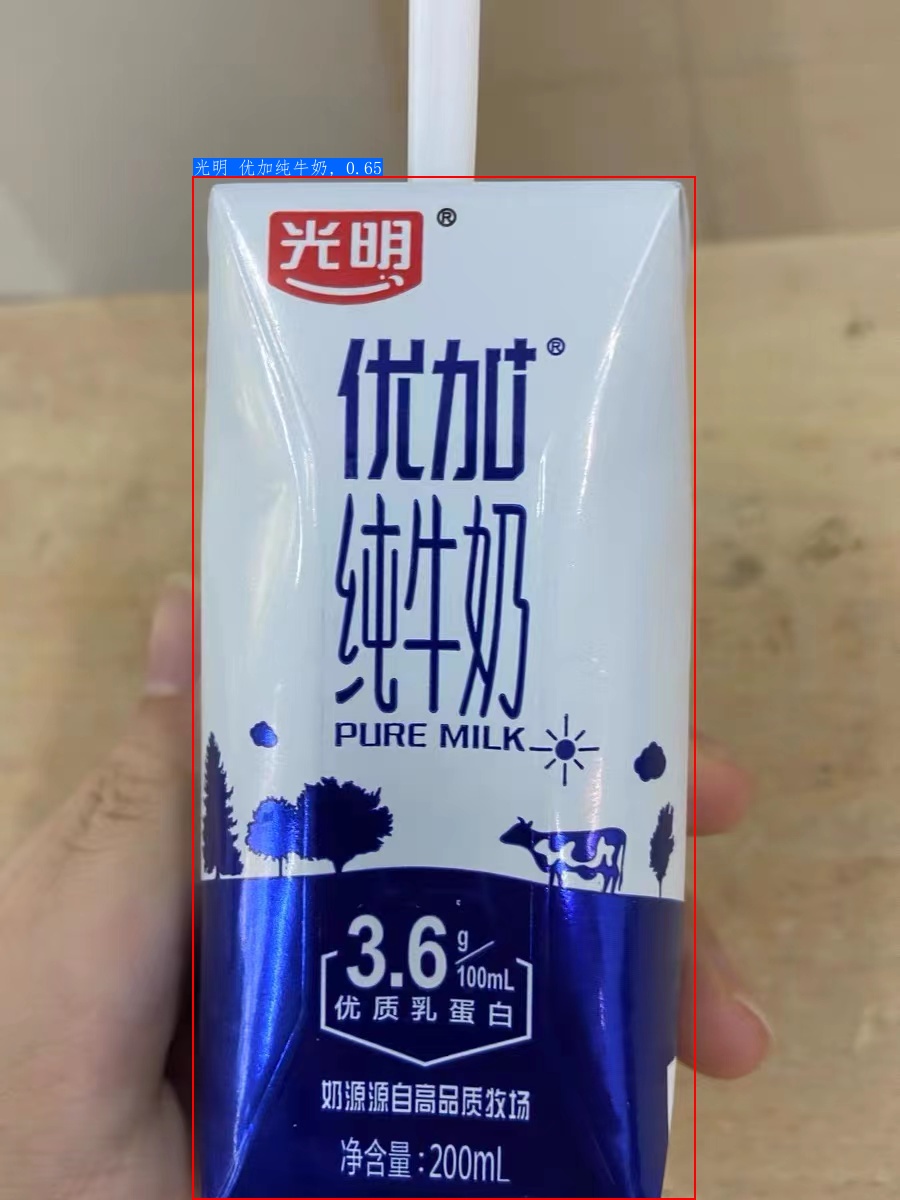 光明 优加纯牛奶, 0.65
光明®
优加®
纯牛奶
PURE MILK
3.6 g/100mL
优质乳蛋白
奶源源自高品质牧场
净含量:200mL